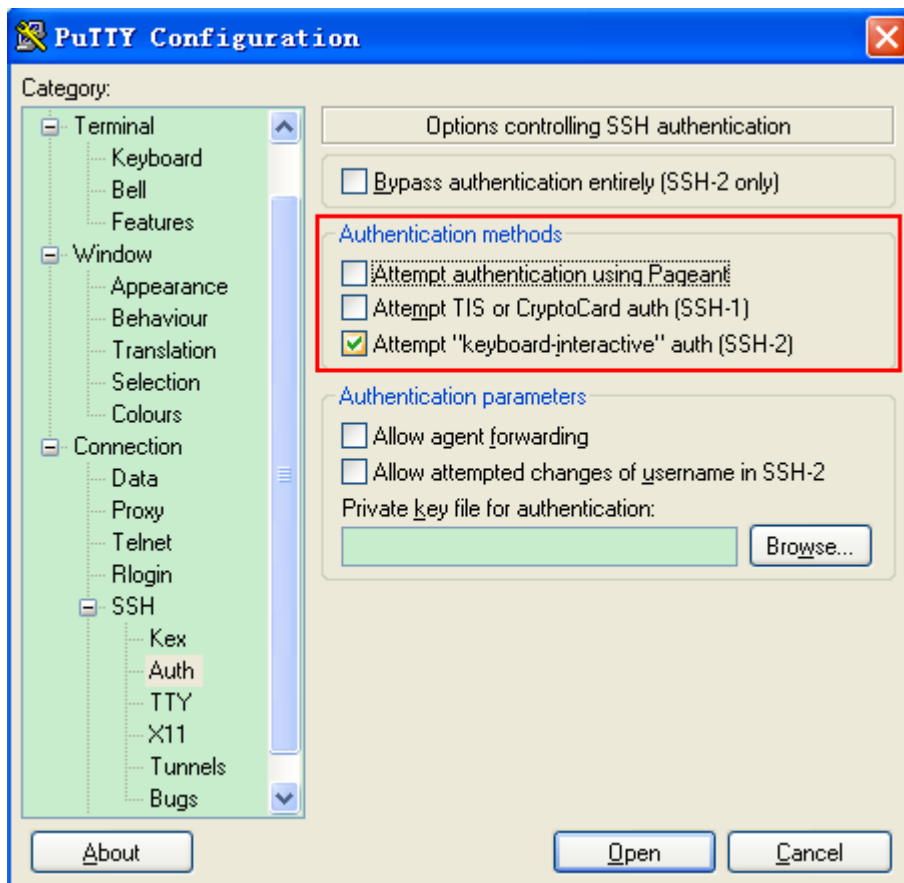 PuTTY Configuration
Category:
Terminal
Keyboard
Bell
Features
Window
Appearance
Behaviour
Translation
Selection
Colours
Connection
Data
Proxy
Telnet
Rlogin
SSH
Kex
Auth
TTY
X11
Tunnels
Bugs
Options controlling SSH authentication
Bypass authentication entirely (SSH-2 only)
Authentication methods
Attempt authentication using Pageant
Attempt TIS or CryptoCard auth (SSH-1)
Attempt "keyboard-interactive" auth (SSH-2)
Authentication parameters
Allow agent forwarding
Allow attempted changes of username in SSH-2
Private key file for authentication:
Browse...
About
Open
Cancel